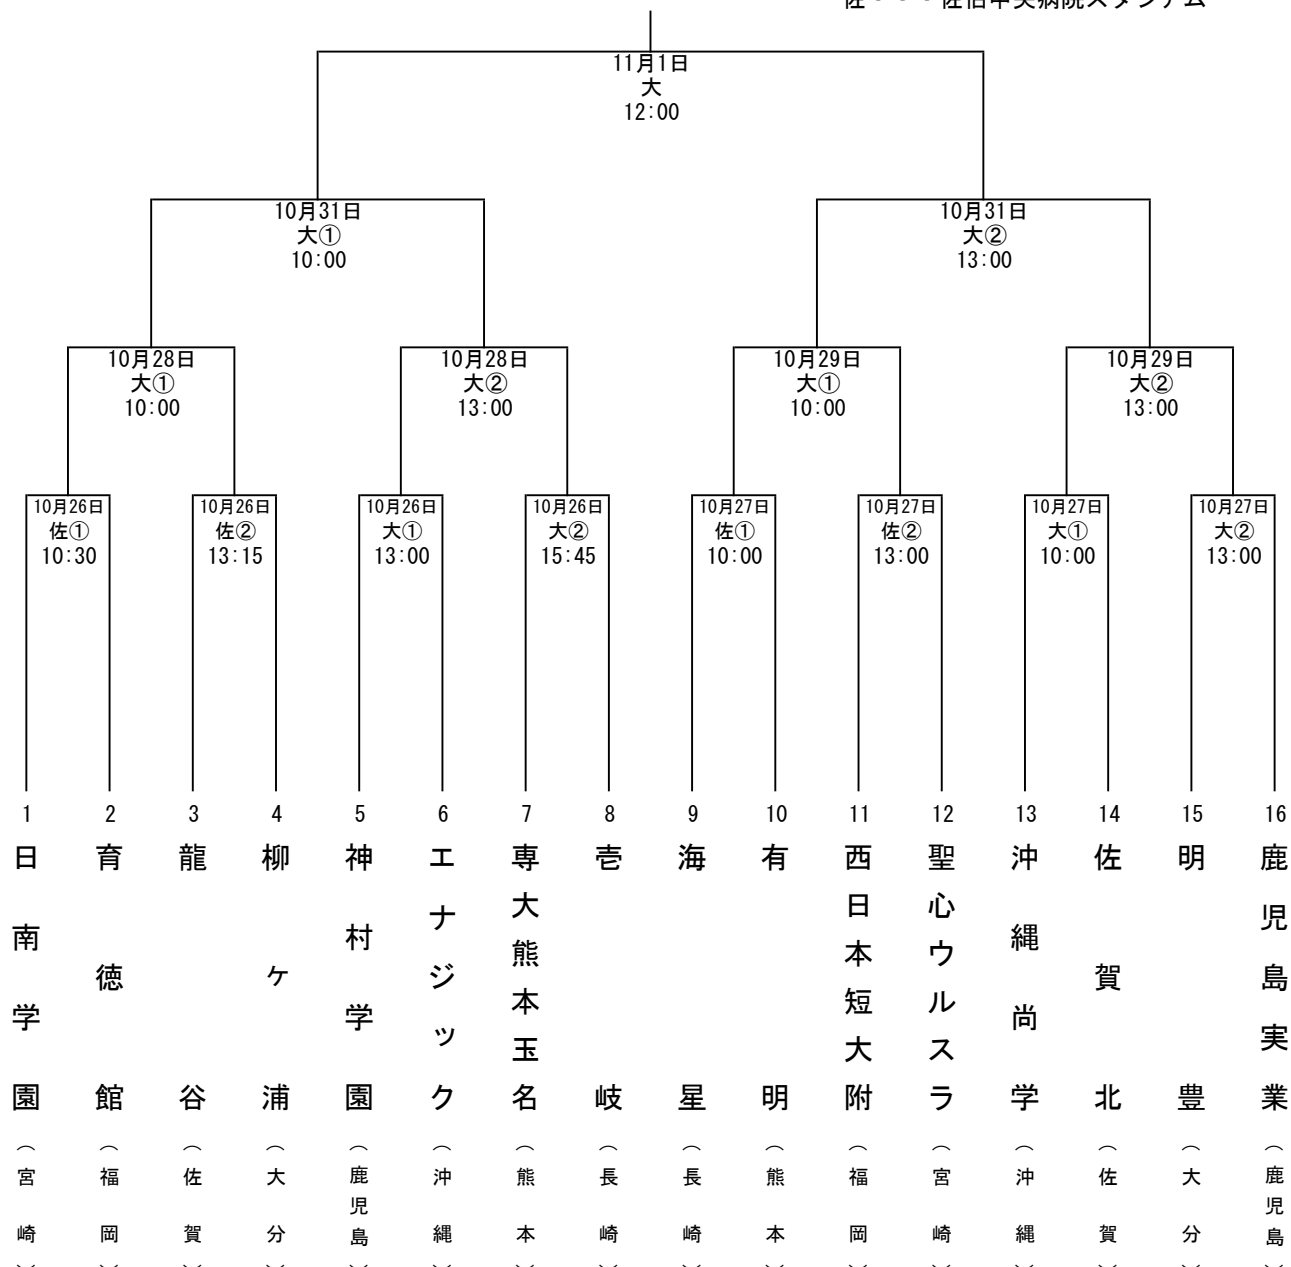 佐・・・佐伯中央病院スタジアム
11月1日
大
12:00
10月31日
大①
10:00
10月31日
大②
13:00
10月28日
大①
10:00
10月28日
大②
13:00
10月29日
大①
10:00
10月29日
大②
13:00
10月26日
佐①
10:30
10月26日
佐②
13:15
10月26日
大①
13:00
10月26日
大②
15:45
10月27日
佐①
10:00
10月27日
佐②
13:00
10月27日
大①
10:00
10月27日
大②
13:00
1
日南学園
(宮崎)
2
育徳館
(福岡)
3
龍谷
(佐賀)
4
柳ヶ浦
(大分)
5
神村学園
(鹿児島)
6
エナジック
(沖縄)
7
専大熊本玉名
(熊本)
8
壱岐
(長崎)
9
海星
(長崎)
10
有明
(熊本)
11
西日本短大附
(福岡)
12
聖心ウルスラ
(宮崎)
13
沖縄尚学
(沖縄)
14
佐賀北
(佐賀)
15
明豊
(大分)
16
鹿児島実業
(鹿児島)